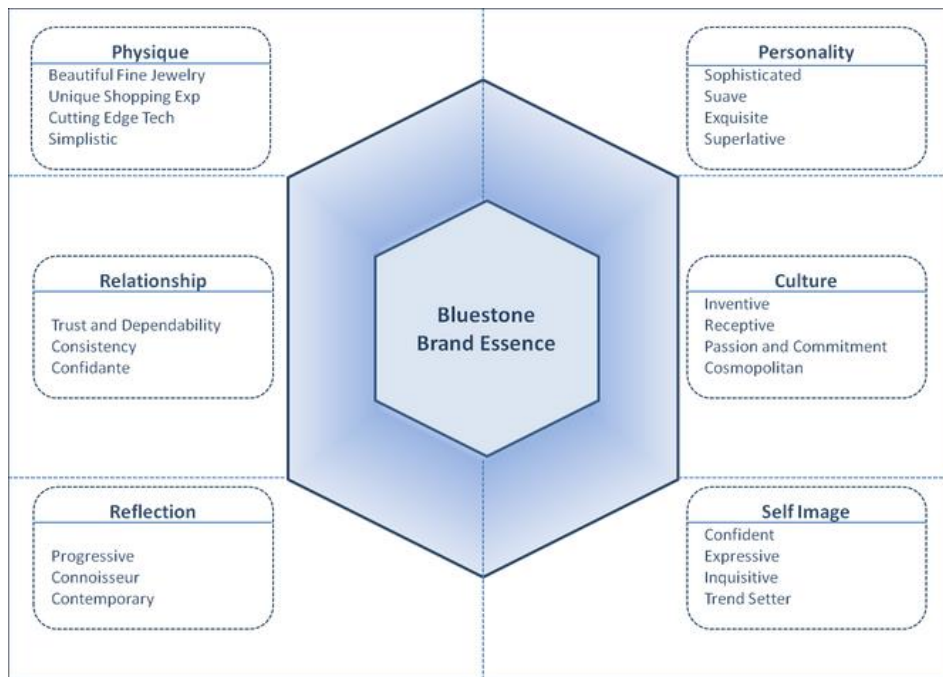 Physique
Beautiful Fine Jewelry
Unique Shopping Exp
Cutting Edge Tech
Simplistic
Personality
Sophisticated
Suave
Exquisite
Superlative
Relationship
Trust and Dependability
Consistency
Confidante
Bluestone
Brand Essence
Culture
Inventive
Receptive
Passion and Commitment
Cosmopolitan
Reflection
Progressive
Connoisseur
Contemporary
Self Image
Confident
Expressive
Inquisitive
Trend Setter